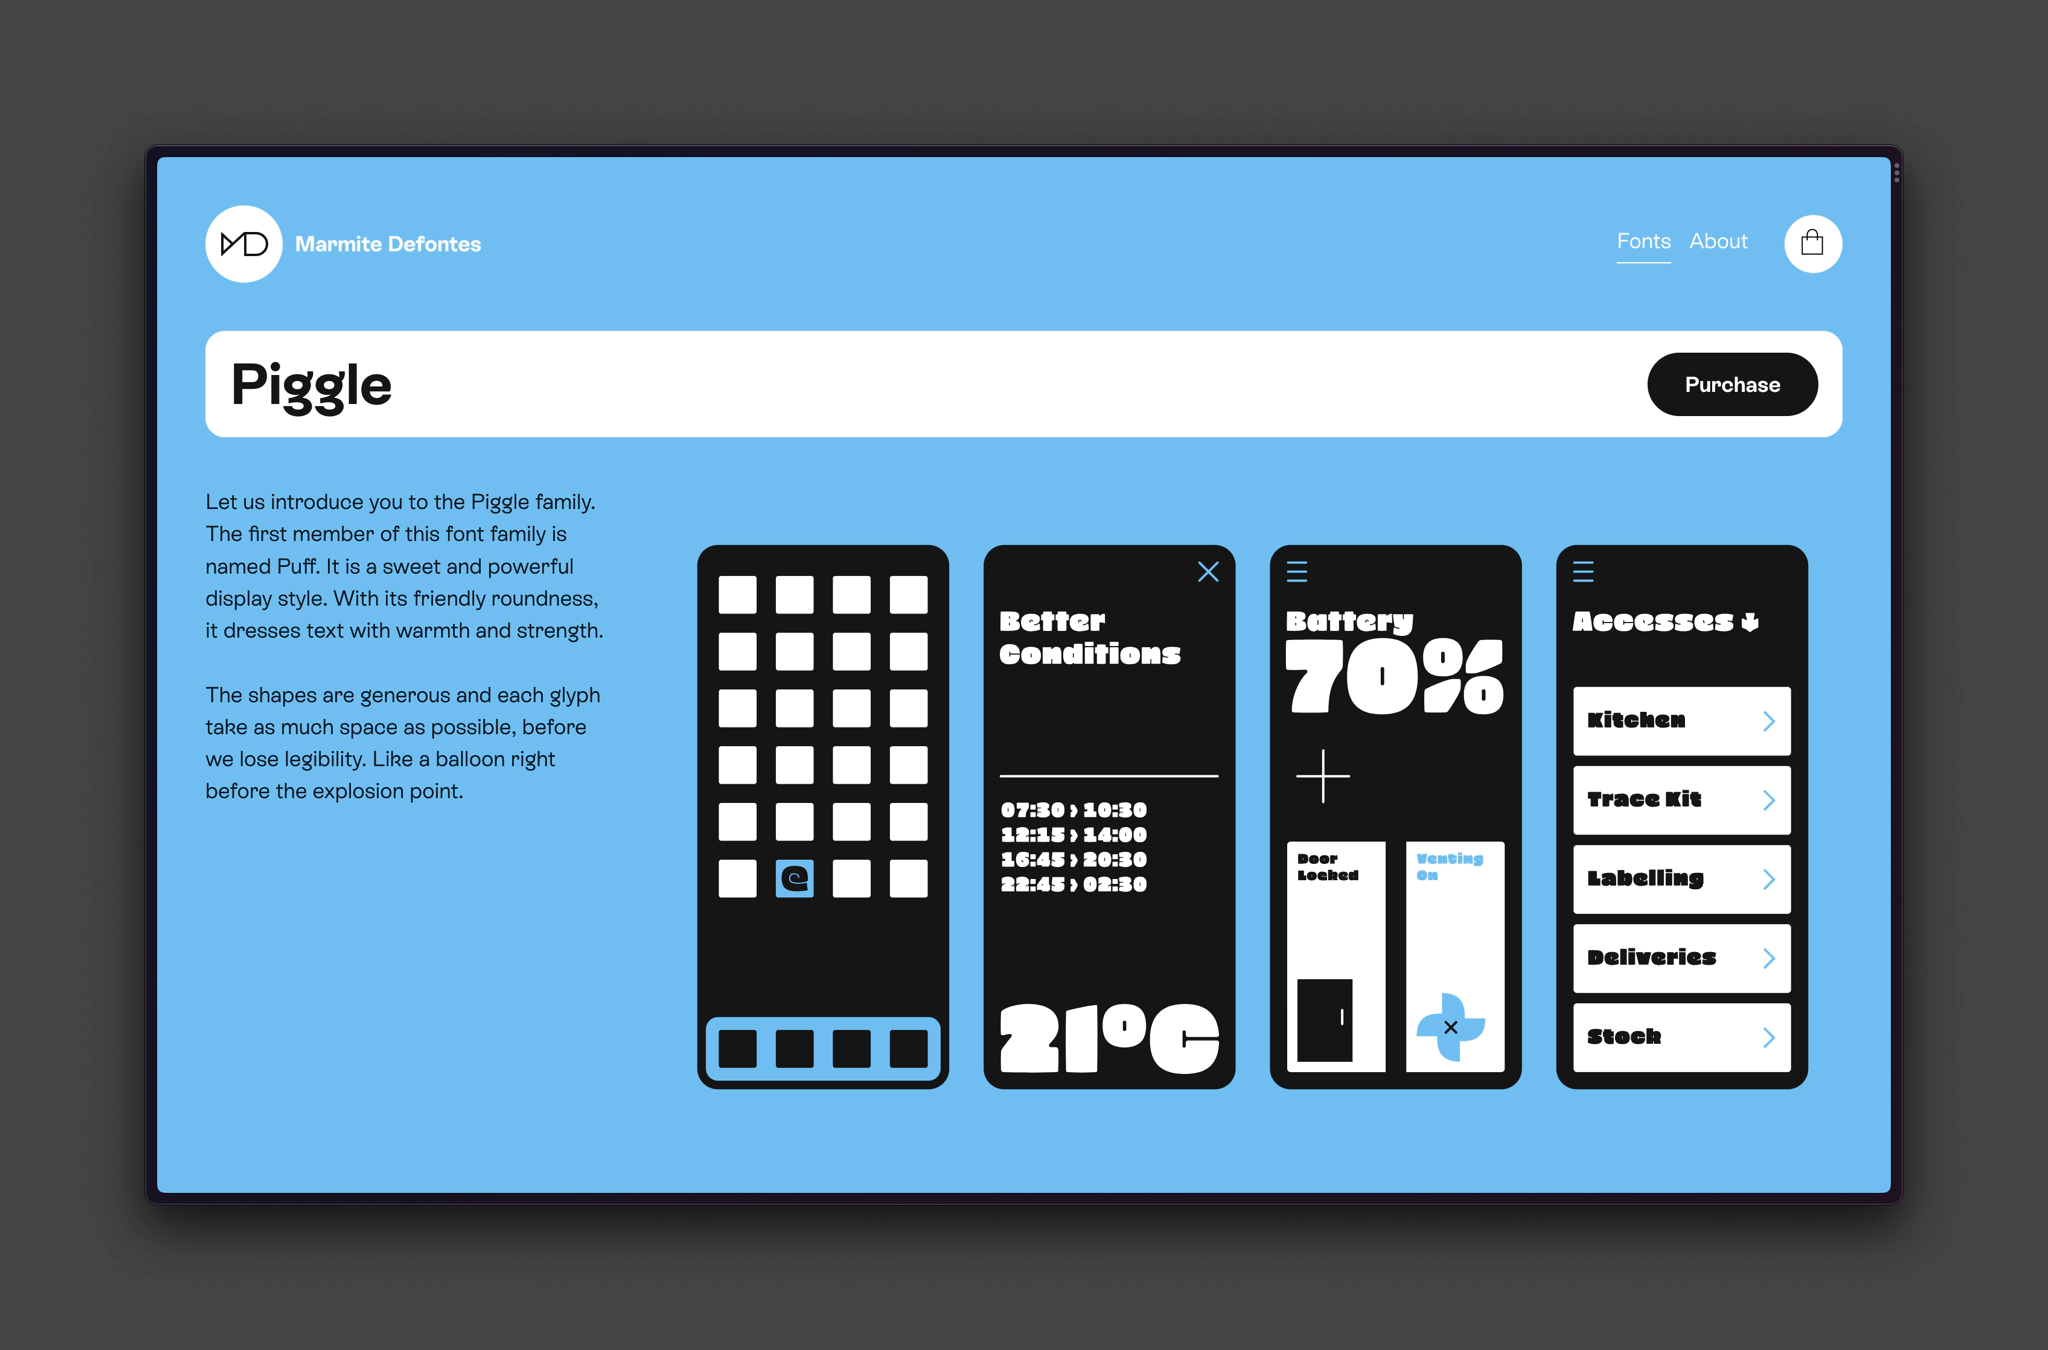 MD
Marmite Defontes
Fonts
About
Piggle
Purchase
Let us introduce you to the Piggle family.
The first member of this font family is
named Puff. It is a sweet and powerful
display style. With its friendly roundness,
it dresses text with warmth and strength.
The shapes are generous and each glyph
take as much space as possible, before
we lose legibility. Like a balloon right
before the explosion point.
e
Better
Conditions
07:30 › 10:30
12:15 › 14:00
16:45 › 20:30
22:45 › 02:30
21°C
Battery
70%
Door
Locked
Venting
On
Accesses ↓
Kitchen
Trace Kit
Labelling
Deliveries
Stock